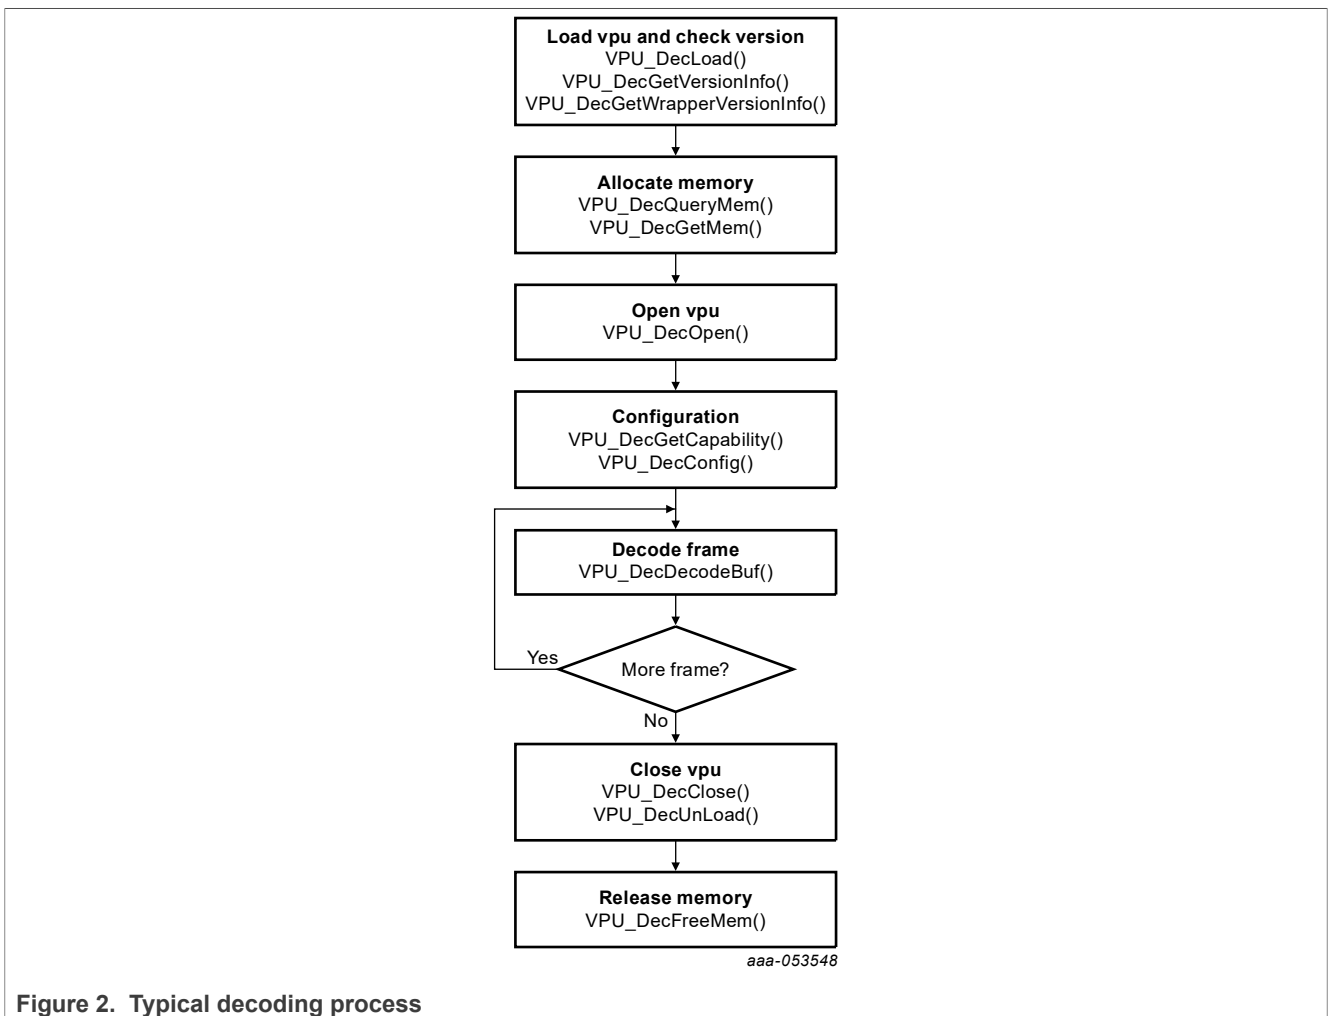 Load vpu and check version
VPU_DecLoad()
VPU_DecGetVersionInfo()
VPU_DecGetWrapperVersionInfo()
Allocate memory
VPU_DecQueryMem()
VPU_DecGetMem()
Open vpu
VPU_DecOpen()
Configuration
VPU_DecGetCapability()
VPU_DecConfig()
Decode frame
VPU_DecDecodeBuf()
Yes
More frame?
No
Close vpu
VPU_DecClose()
VPU_DecUnLoad()
Release memory
VPU_DecFreeMem()
aaa-053548
Figure 2. Typical decoding process